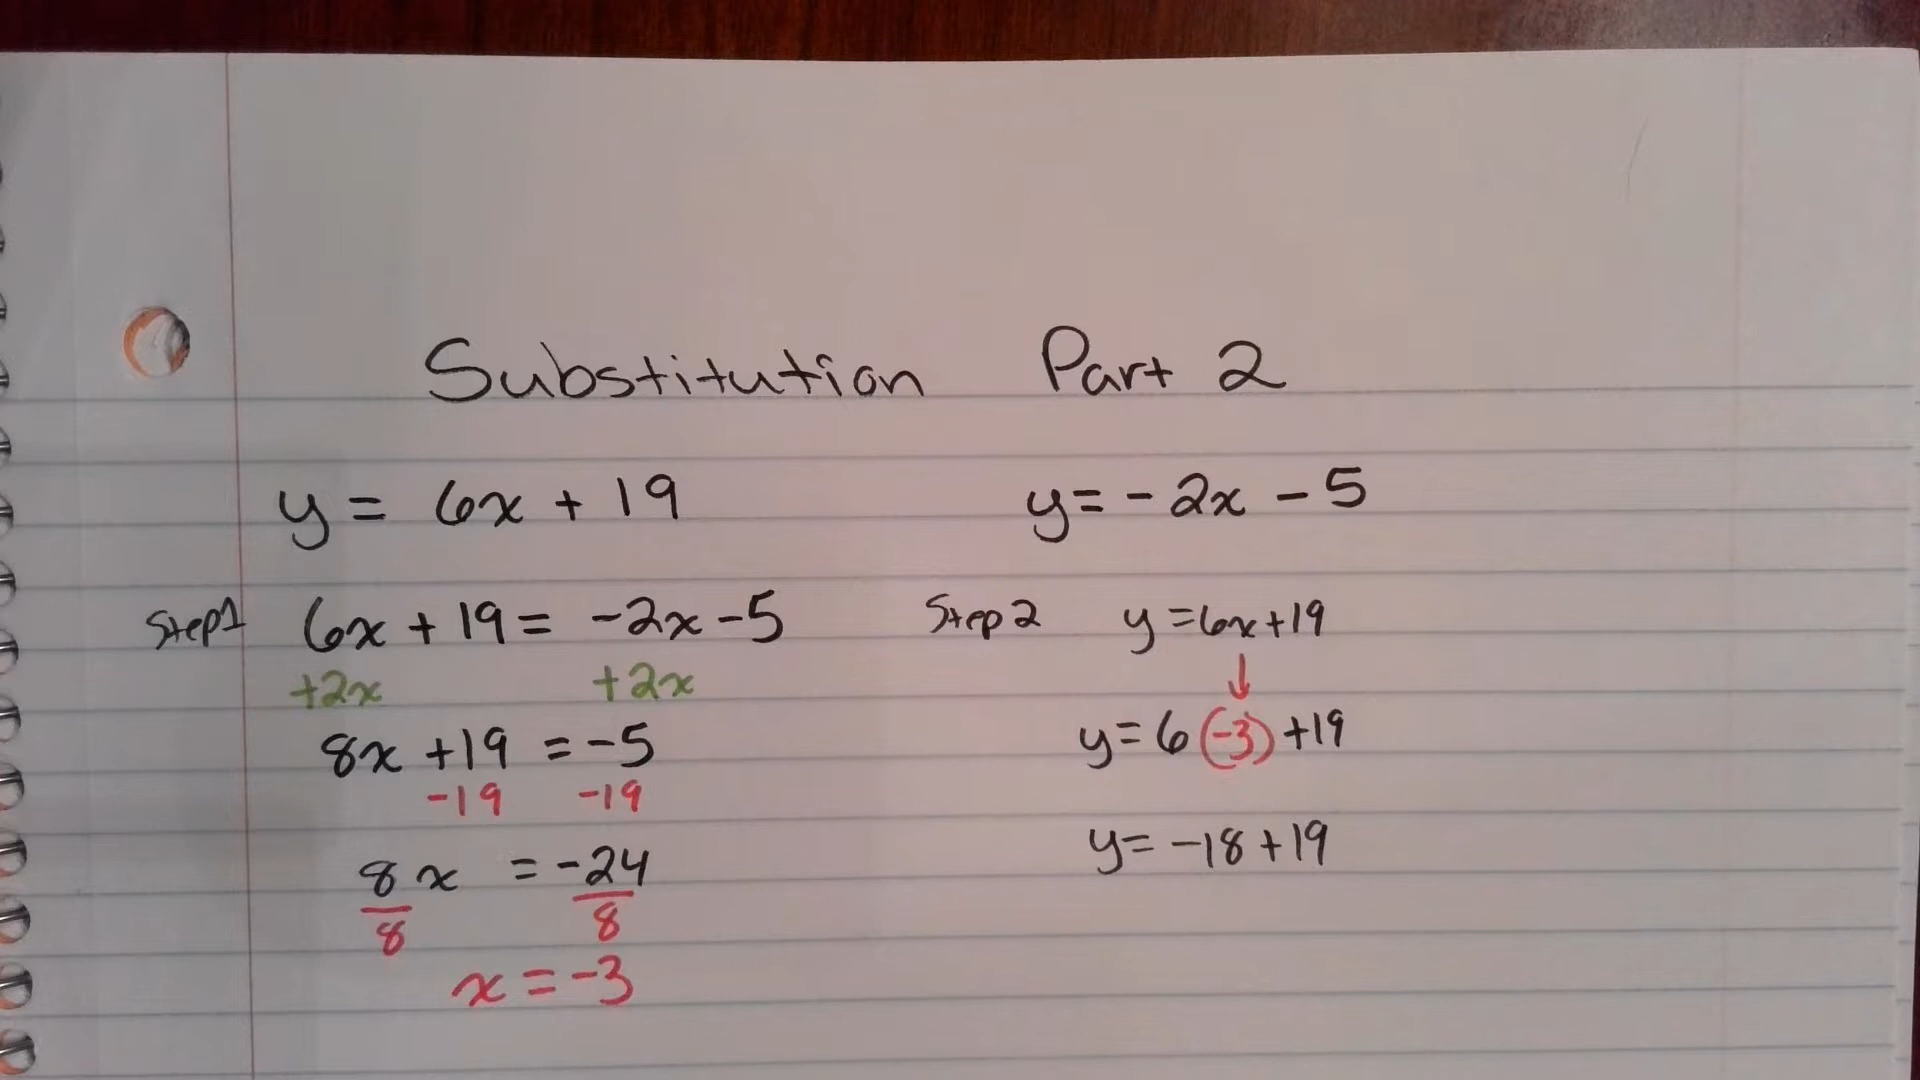 Substitution Part 2
y = 6x + 19
y = -2x - 5
Step 1 6x + 19 = -2x - 5
+2x +2x
8x + 19 = -5
-19 -19
8x = -24
8 8
x = -3
Step 2 y = 6x + 19
↓
y = 6(-3) + 19
y = -18 + 19